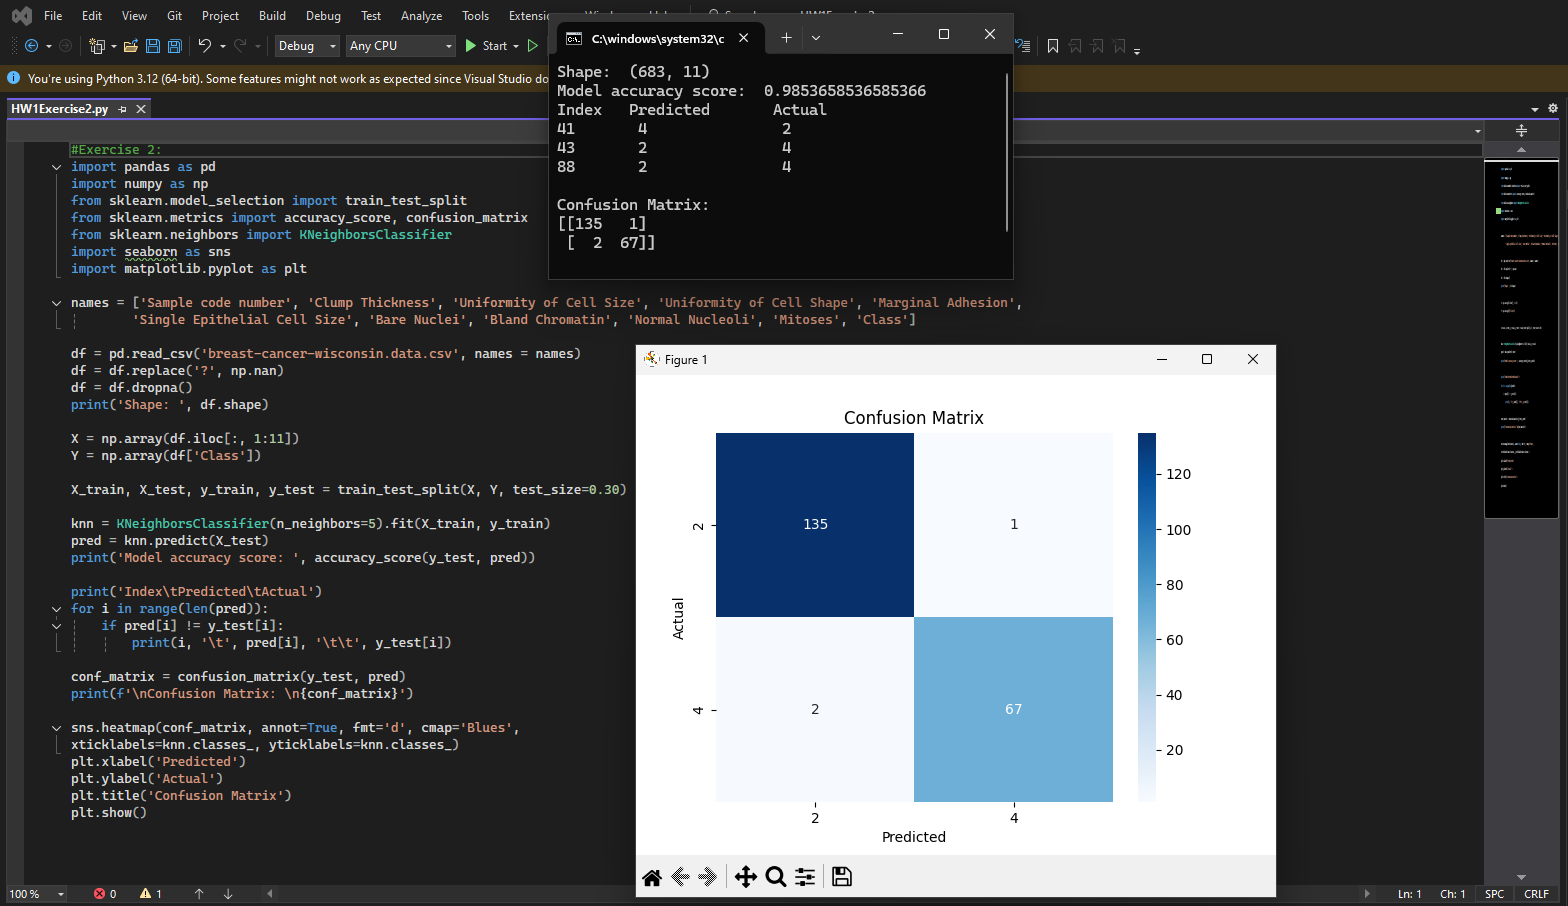 File Edit View Git Project Build Debug Test Analyze Tools
Debug Any CPU Start
You're using Python 3.12 (64-bit). Some features might not work as expected since Visual Studio do
HW1Exercise2.py
#Exercise 2:
import pandas as pd
import numpy as np
from sklearn.model_selection import train_test_split
from sklearn.metrics import accuracy_score, confusion_matrix
from sklearn.neighbors import KNeighborsClassifier
import seaborn as sns
import matplotlib.pyplot as plt
names = ['Sample code number', 'Clump Thickness', 'Uniformity of Cell Size', 'Uniformity of Cell Shape', 'Marginal Adhesion',
'Single Epithelial Cell Size', 'Bare Nuclei', 'Bland Chromatin', 'Normal Nucleoli', 'Mitoses', 'Class']
df = pd.read_csv('breast-cancer-wisconsin.data.csv', names = names)
df = df.replace('?', np.nan)
df = df.dropna()
print('Shape: ', df.shape)
X = np.array(df.iloc[:, 1:11])
Y = np.array(df['Class'])
X_train, X_test, y_train, y_test = train_test_split(X, Y, test_size=0.30)
knn = KNeighborsClassifier(n_neighbors=5).fit(X_train, y_train)
pred = knn.predict(X_test)
print('Model accuracy score: ', accuracy_score(y_test, pred))
print('Index\tPredicted\tActual')
for i in range(len(pred)):
if pred[i] != y_test[i]:
print(i, '\t', pred[i], '\t\t', y_test[i])
conf_matrix = confusion_matrix(y_test, pred)
print(f'\nConfusion Matrix: \n{conf_matrix}')
sns.heatmap(conf_matrix, annot=True, fmt='d', cmap='Blues',
xticklabels=knn.classes_, yticklabels=knn.classes_)
plt.xlabel('Predicted')
plt.ylabel('Actual')
plt.title('Confusion Matrix')
plt.show()
100 % 0 1
Ln: 1 Ch: 1 SPC CRLF
C:\windows\system32\c
Shape: (683, 11)
Model accuracy score: 0.9853658536585366
Index Predicted Actual
41 4 2
43 2 4
88 2 4
Confusion Matrix:
[[135 1]
[ 2 67]]
Figure 1
Confusion Matrix
135 1
2 67
2
4
Actual
2 4
Predicted
120
100
80
60
40
20